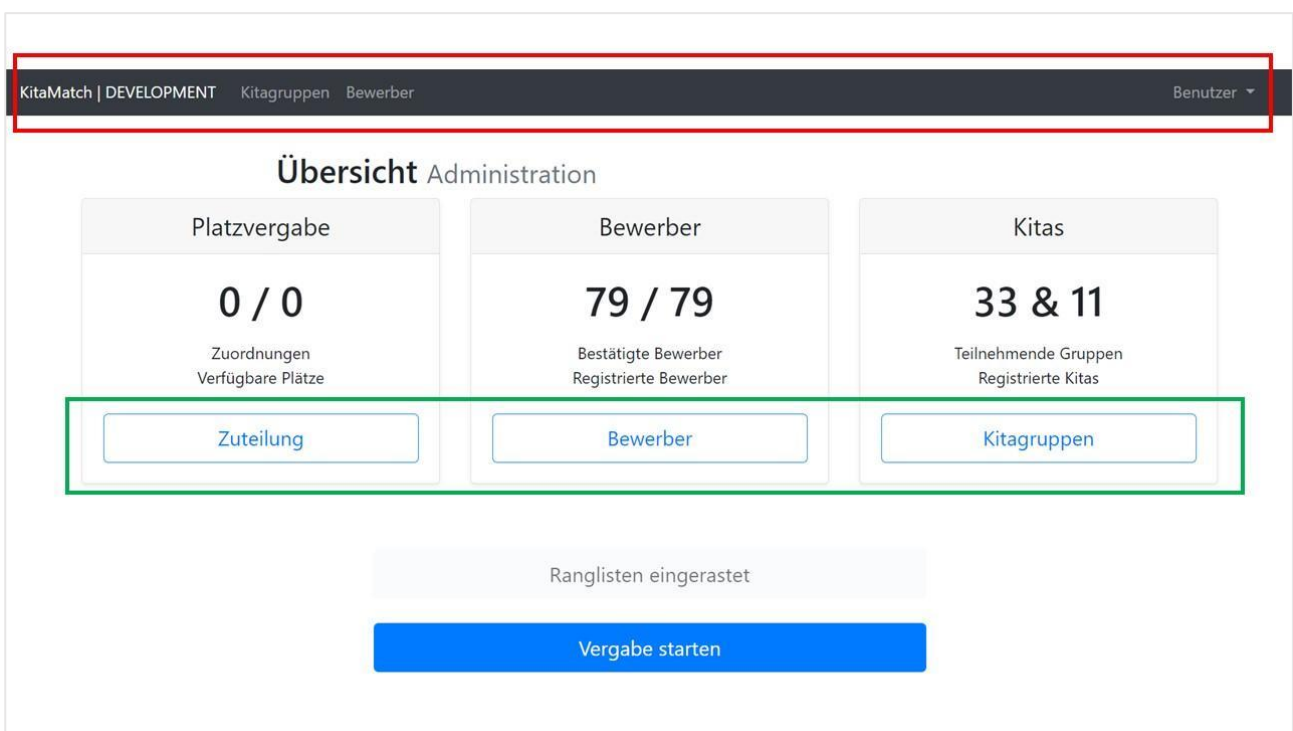 KitaMatch | DEVELOPMENT Kitagruppen Bewerber Benutzer
Übersicht Administration
Platzvergabe
0 / 0
Zuordnungen
Verfügbare Plätze
Zuteilung
Bewerber
79 / 79
Bestätigte Bewerber
Registrierte Bewerber
Bewerber
Kitas
33 & 11
Teilnehmende Gruppen
Registrierte Kitas
Kitagruppen
Ranglisten eingerastet
Vergabe starten